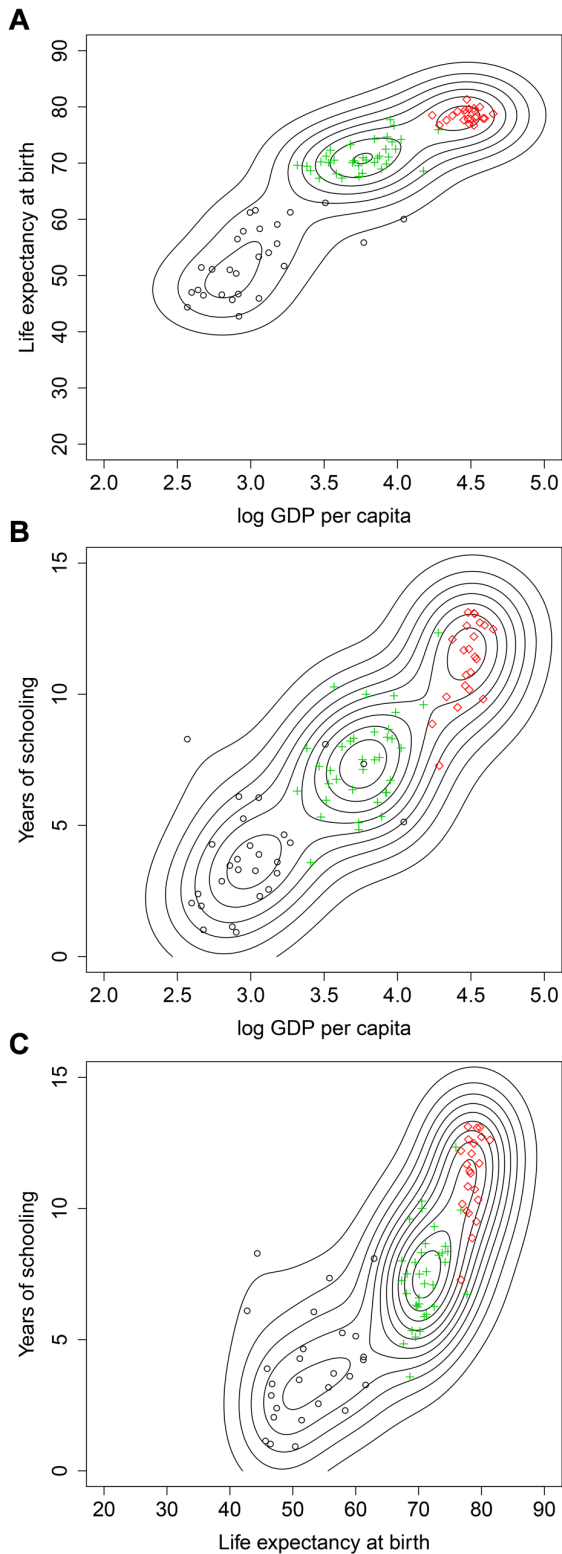 A
Life expectancy at birth
90
80
70
60
50
40
30
20
2.0 2.5 3.0 3.5 4.0 4.5 5.0
log GDP per capita
B
Years of schooling
15
10
5
0
2.0 2.5 3.0 3.5 4.0 4.5 5.0
log GDP per capita
C
Years of schooling
15
10
5
0
20 30 40 50 60 70 80 90
Life expectancy at birth